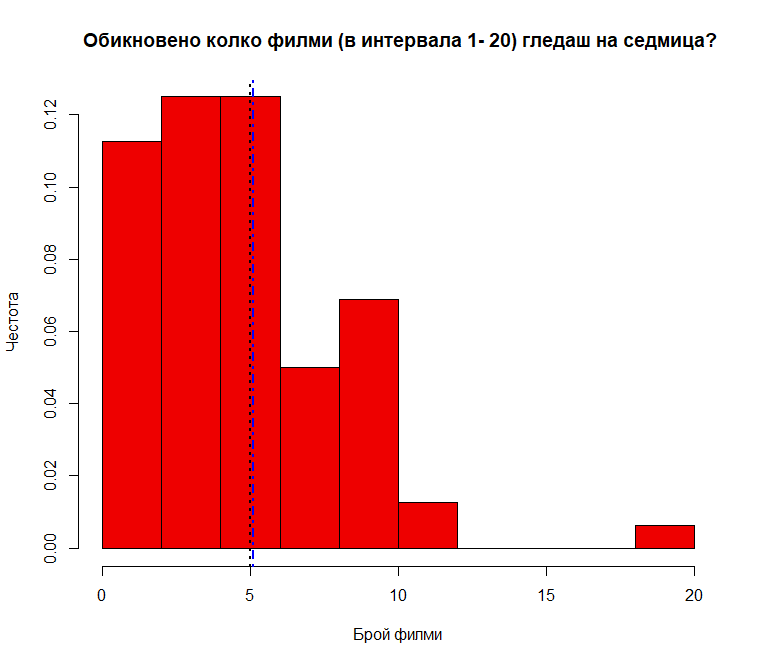 Обикновено колко филми (в интервала 1- 20) гледаш на седмица?
0.12
0.10
0.08
0.06
0.04
0.02
0.00
Честота
0 5 10 15 20
Брой филми